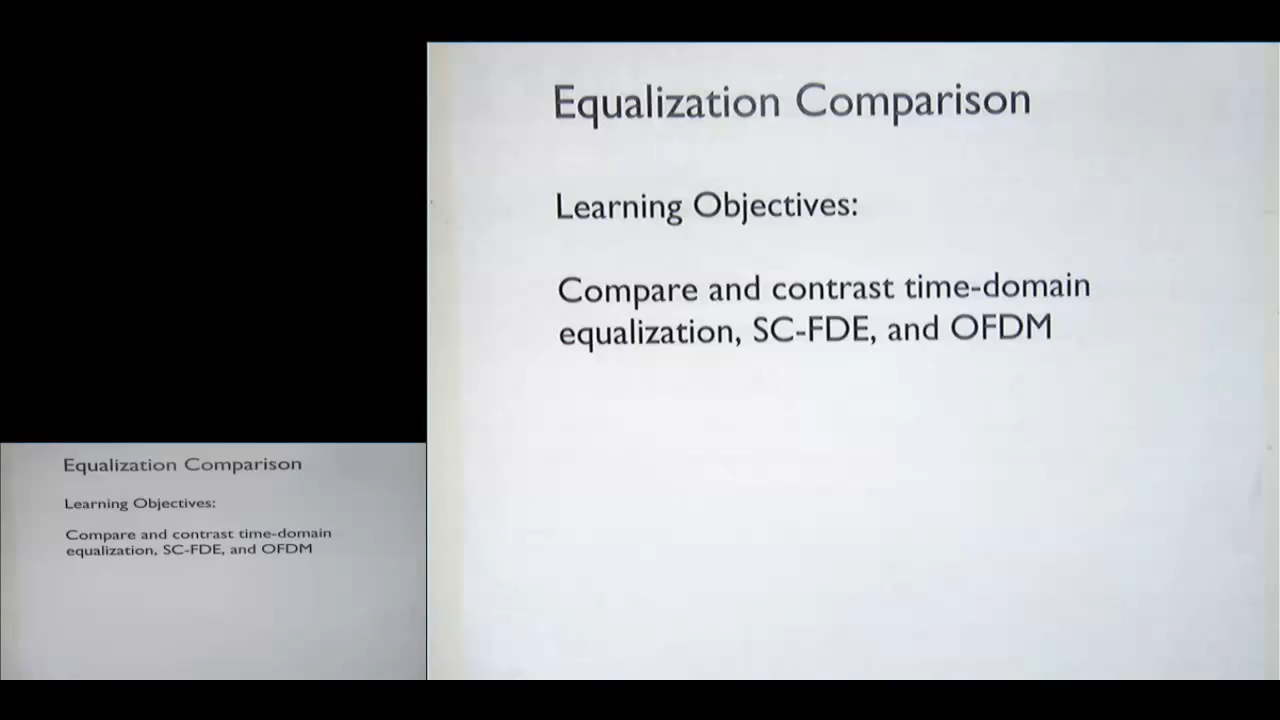 Equalization Comparison
Learning Objectives:
Compare and contrast time-domain
equalization, SC-FDE, and OFDM
Equalization Comparison
Learning Objectives:
Compare and contrast time-domain
equalization, SC-FDE, and OFDM